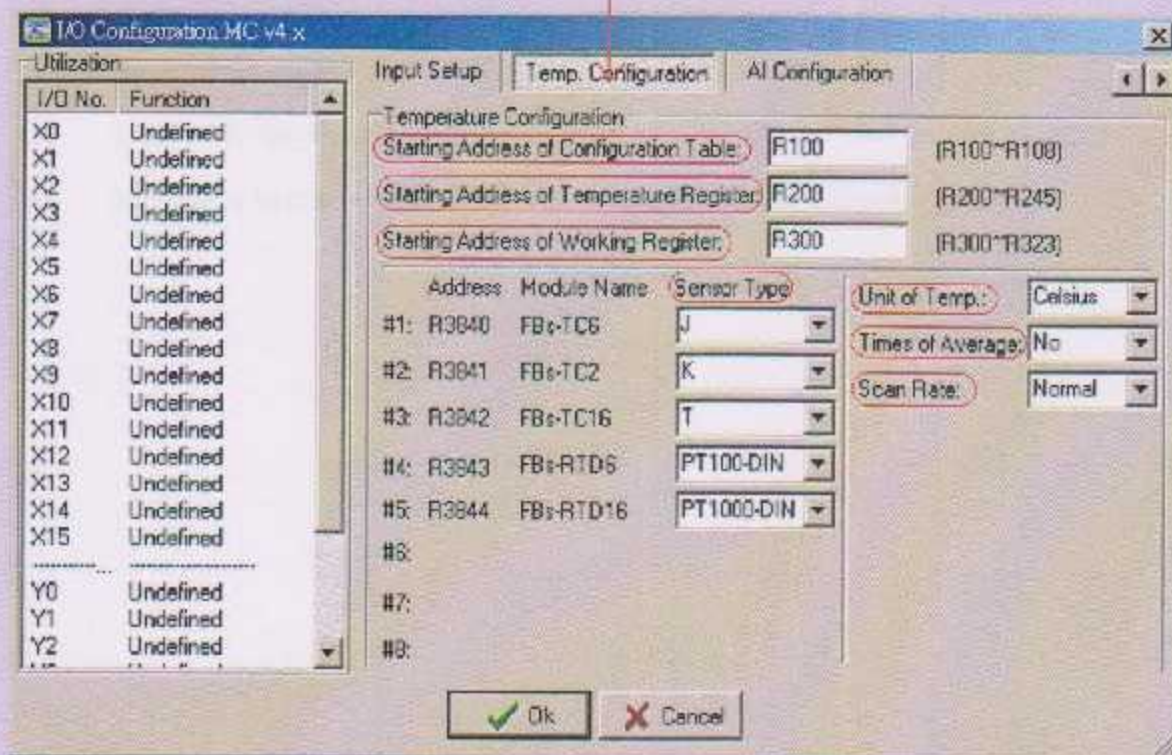 I/O Configuration MC v4.x
Utilization
I/O No. Function
X0 Undefined
X1 Undefined
X2 Undefined
X3 Undefined
X4 Undefined
X5 Undefined
X6 Undefined
X7 Undefined
X8 Undefined
X9 Undefined
X10 Undefined
X11 Undefined
X12 Undefined
X13 Undefined
X14 Undefined
X15 Undefined
Y0 Undefined
Y1 Undefined
Y2 Undefined
Input Setup Temp. Configuration AI Configuration
Temperature Configuration
Starting Address of Configuration Table: R100 (R100~R108)
Starting Address of Temperature Register: R200 (R200~R245)
Starting Address of Working Register: R300 (R300~R323)
Address Module Name Sensor Type
#1: R3840 FBs-TC6 J
#2: R3841 FBs-TC2 K
#3: R3842 FBs-TC16 T
#4: R3843 FBs-RTD6 PT100-DIN
#5: R3844 FBs-RTD16 PT1000-DIN
#6:
#7:
#8:
Unit of Temp.: Celsius
Times of Average: No
Scan Rate: Normal
Ok Cancel